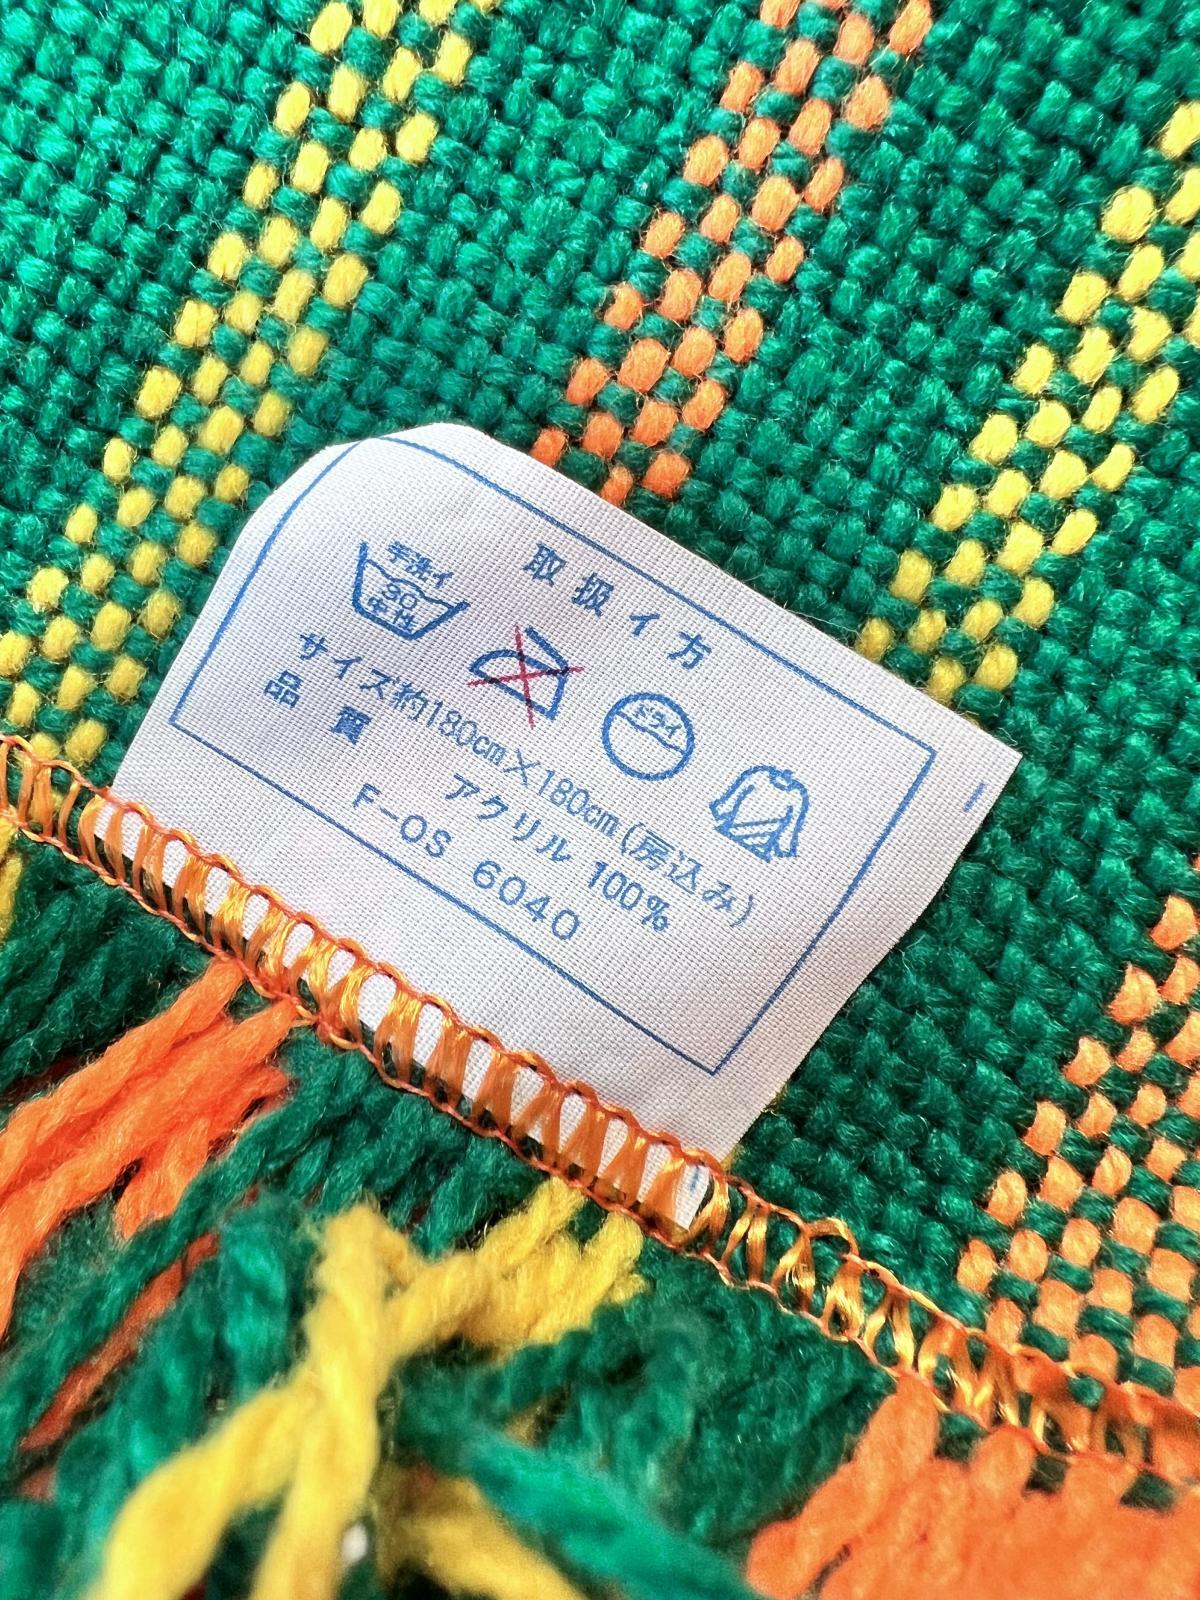 取扱イ方
手洗イ
30
中性
ドライ
サイズ約180cm×180cm(房込み)
品質 アクリル 100%
F-OS 6040